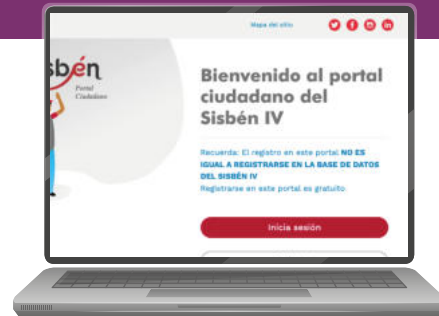 Mapa del sitio
sbén
Portal
Ciudadano
Bienvenido al portal
ciudadano del
Sisbén IV
Recuerda: El registro en este portal NO ES
IGUAL A REGISTRARSE EN LA BASE DE DATOS
DEL SISBÉN IV
Registrarse en este portal es gratuito
Inicia sesión